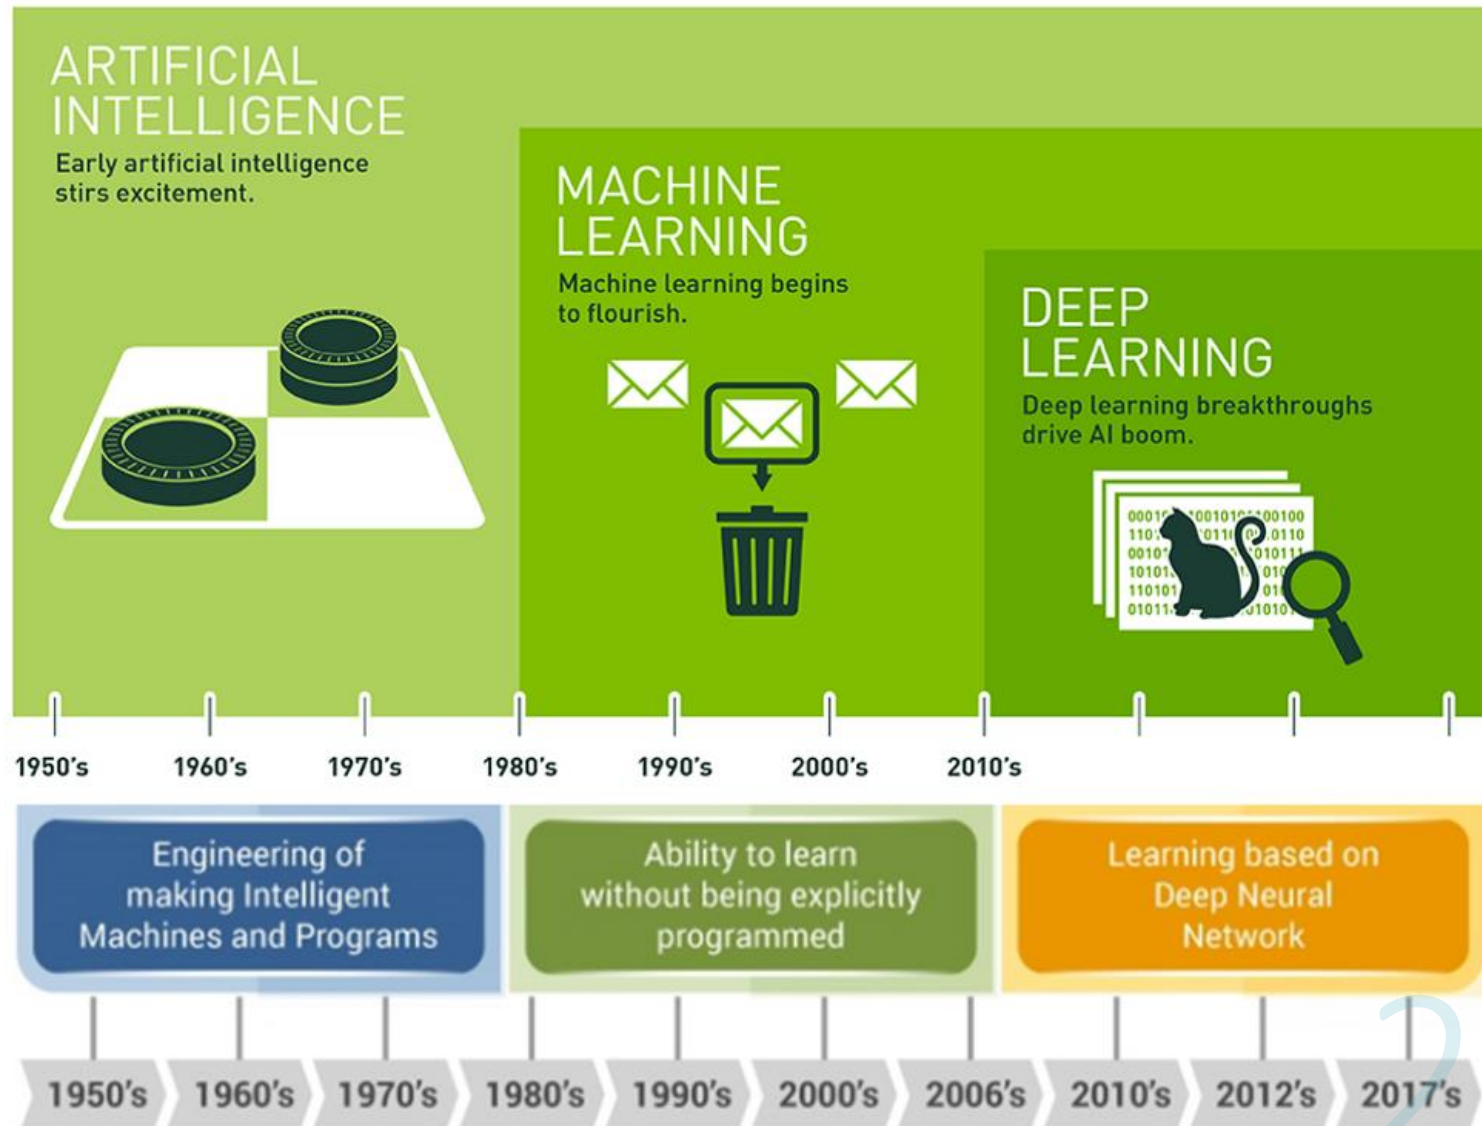 ARTIFICIAL
INTELLIGENCE
Early artificial intelligence
stirs excitement.
MACHINE
LEARNING
Machine learning begins
to flourish.
DEEP
LEARNING
Deep learning breakthroughs
drive AI boom.
1950's 1960's 1970's 1980's 1990's 2000's 2010's
Engineering of
making Intelligent
Machines and Programs
Ability to learn
without being explicitly
programmed
Learning based on
Deep Neural
Network
1950's 1960's 1970's 1980's 1990's 2000's 2006's 2010's 2012's 2017's